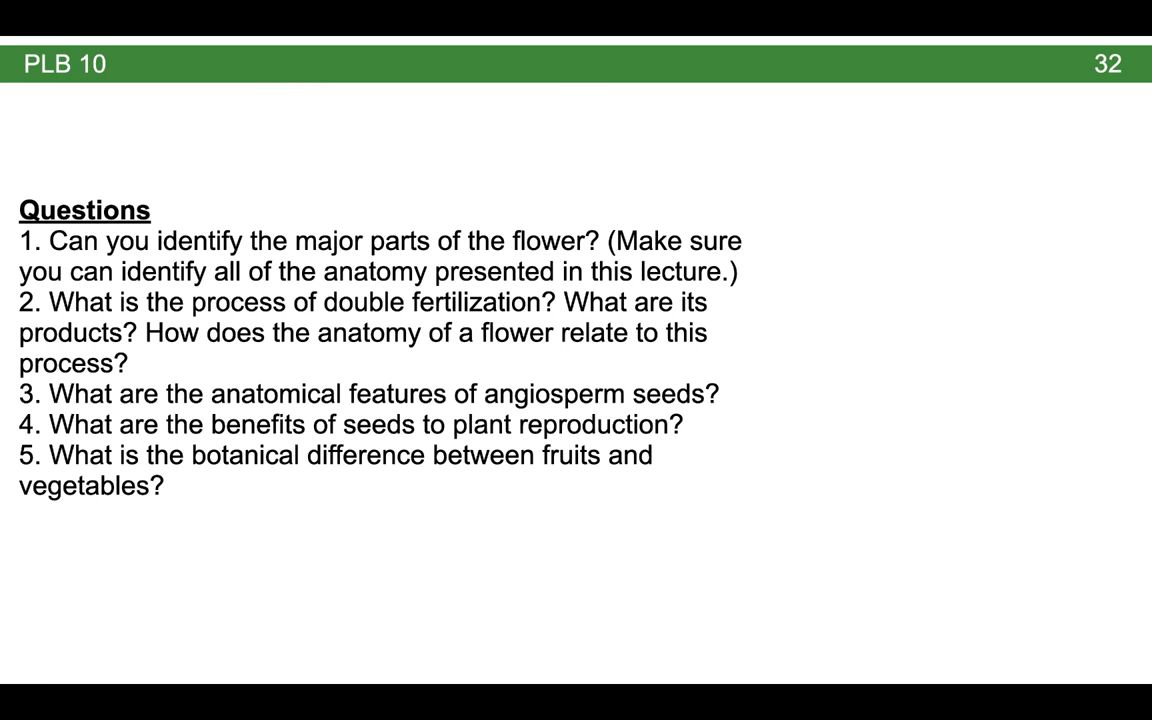 PLB 10
32
Questions
1. Can you identify the major parts of the flower? (Make sure
you can identify all of the anatomy presented in this lecture.)
2. What is the process of double fertilization? What are its
products? How does the anatomy of a flower relate to this
process?
3. What are the anatomical features of angiosperm seeds?
4. What are the benefits of seeds to plant reproduction?
5. What is the botanical difference between fruits and
vegetables?